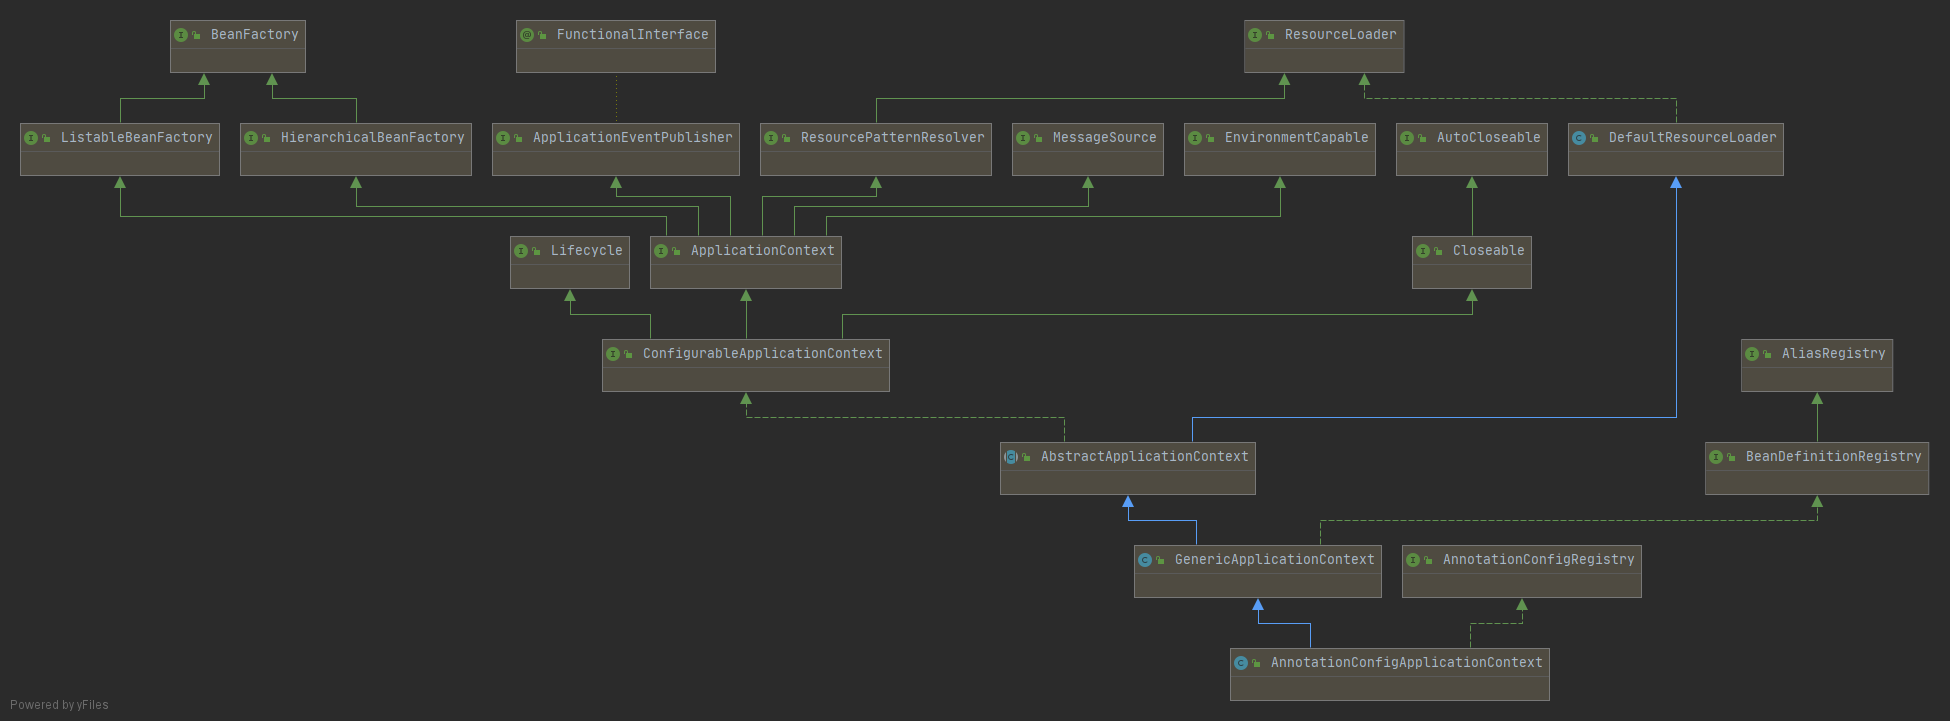 BeanFactory
FunctionalInterface
ResourceLoader
ListableBeanFactory
HierarchicalBeanFactory
ApplicationEventPublisher
ResourcePatternResolver
MessageSource
EnvironmentCapable
AutoCloseable
DefaultResourceLoader
Lifecycle
ApplicationContext
Closeable
ConfigurableApplicationContext
AliasRegistry
AbstractApplicationContext
BeanDefinitionRegistry
GenericApplicationContext
AnnotationConfigRegistry
AnnotationConfigApplicationContext
Powered by yFiles